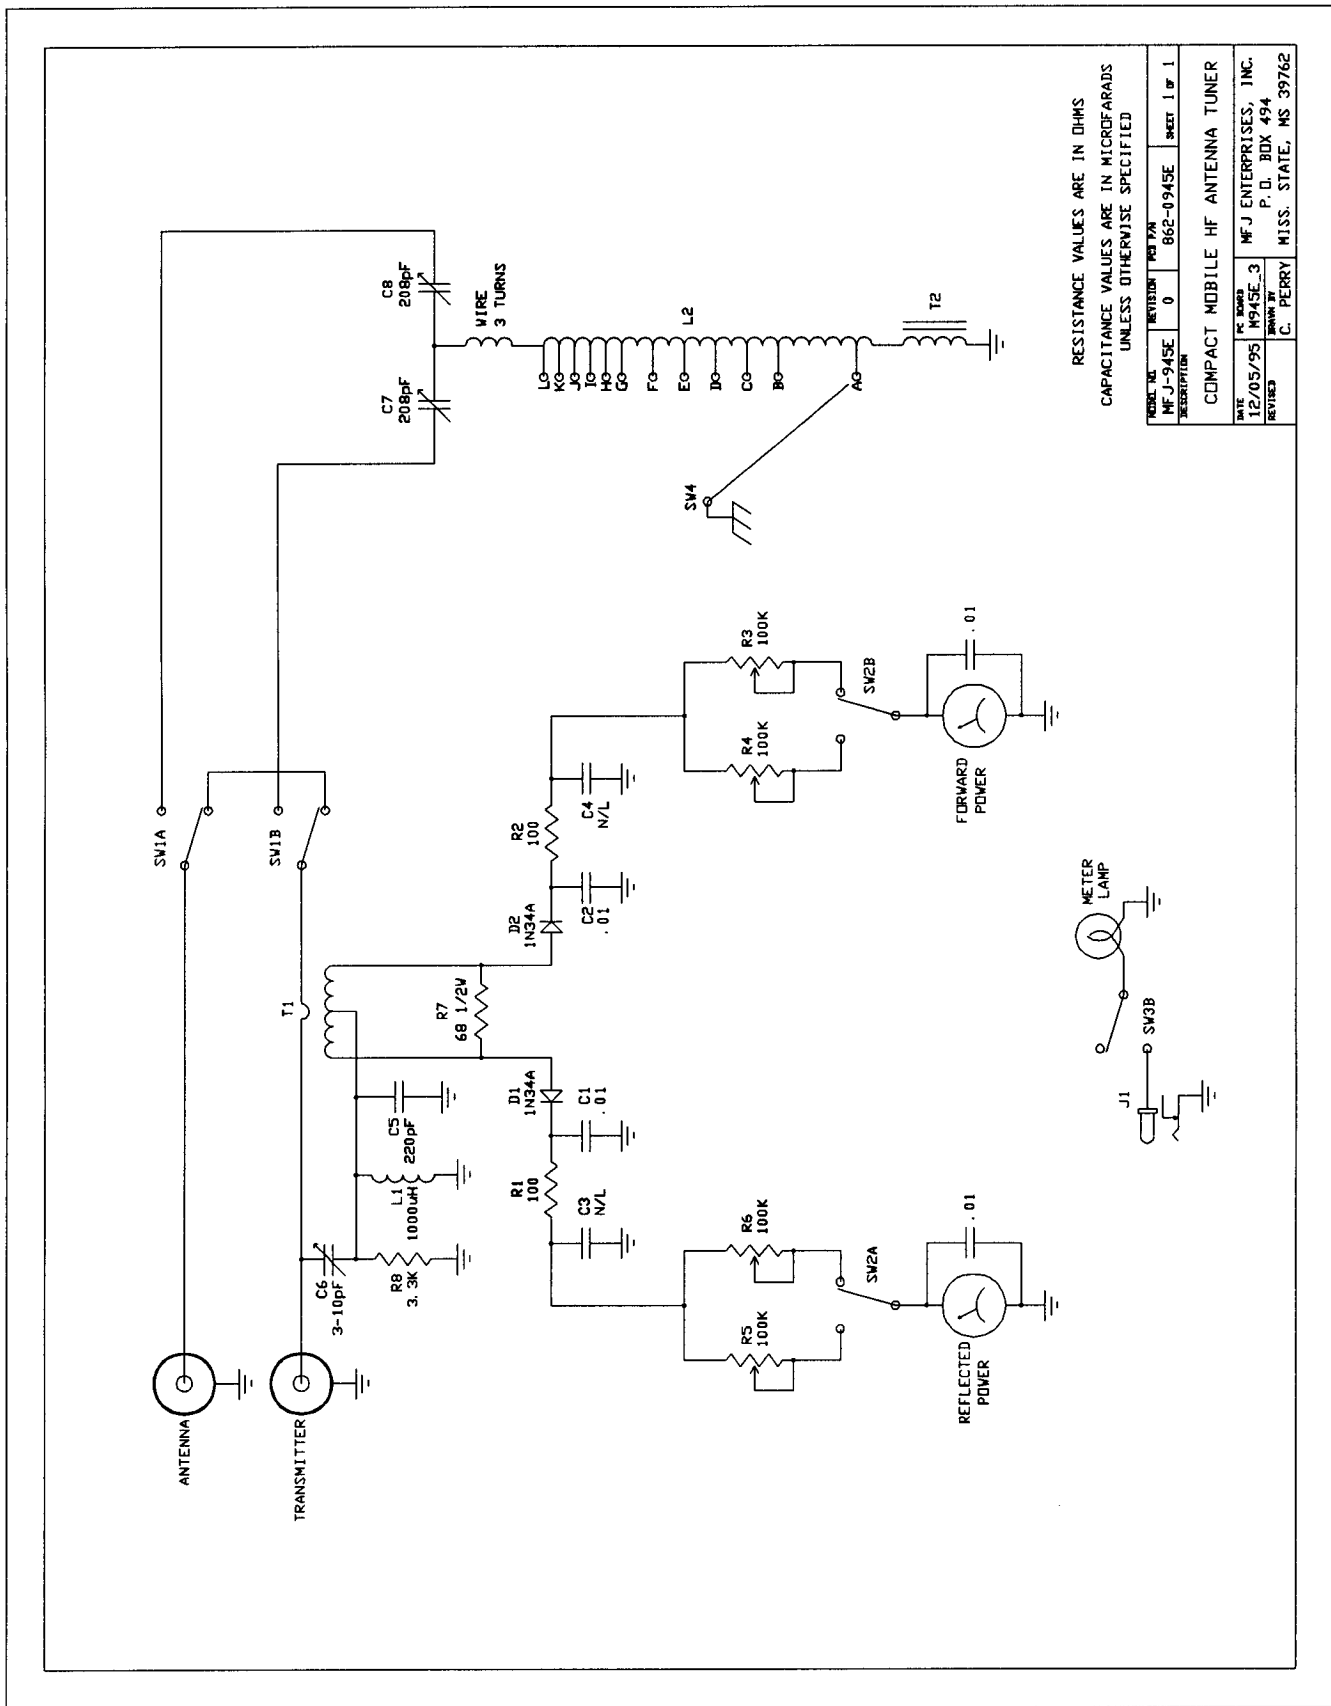 ANTENNA
TRANSMITTER
SW1A
SW1B
T1
C6
3-10pF
R8
3.3K
L1
1000uH
C5
220pF
R7
68 1/2W
D1
1N34A
D2
1N34A
R1
100
C3
N/L
C1
.01
C2
.01
R2
100
C4
N/L
R5
100K
R6
100K
SW2A
REFLECTED
POWER
.01
R4
100K
R3
100K
SW2B
FORWARD
POWER
.01
C7
208pF
C8
208pF
WIRE
3 TURNS
L2
L
K
J
I
H
G
F
E
D
C
B
A
T2
SW4
J1
SW3B
METER
LAMP
RESISTANCE VALUES ARE IN OHMS
CAPACITANCE VALUES ARE IN MICROFARADS
UNLESS OTHERWISE SPECIFIED
MODEL NO. REVISION PCB P/N
MFJ-945E 0 862-0945E SHEET 1 OF 1
DESCRIPTION
COMPACT MOBILE HF ANTENNA TUNER
DATE PC BOARD
12/05/95 M945E_3
REVISED DRAWN BY
C. PERRY
MFJ ENTERPRISES, INC.
P.O. BOX 494
MISS. STATE, MS 39762